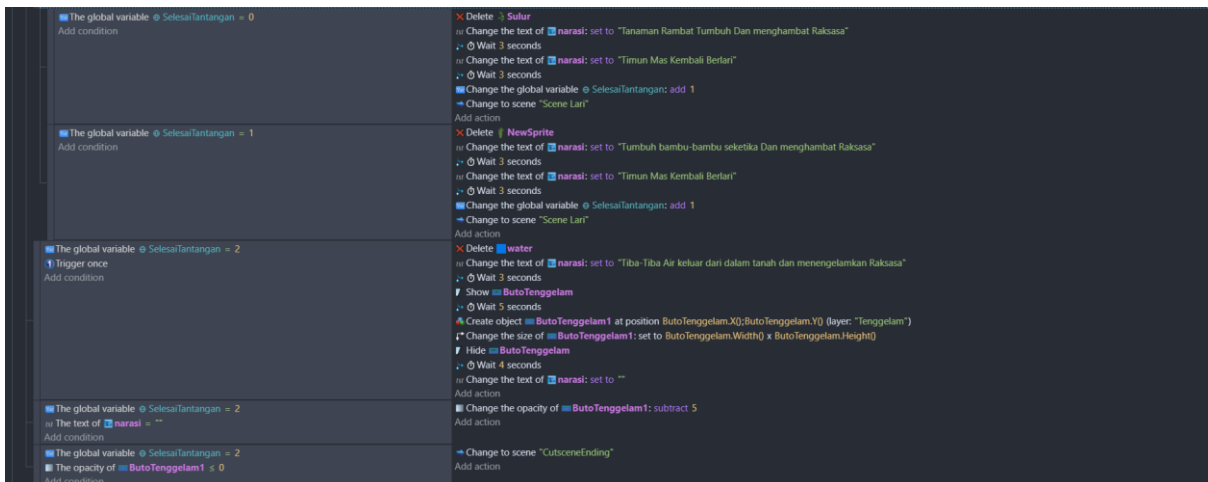 The global variable SelesaiTantangan = 0
Add condition
Delete Sulur
Change the text of narasi: set to "Tanaman Rambat Tumbuh Dan menghambat Raksasa"
Wait 3 seconds
Change the text of narasi: set to "Timun Mas Kembali Berlari"
Wait 3 seconds
Change the global variable SelesaiTantangan: add 1
Change to scene "Scene Lari"
Add action
The global variable SelesaiTantangan = 1
Add condition
Delete NewSprite
Change the text of narasi: set to "Tumbuh bambu-bambu seketika Dan menghambat Raksasa"
Wait 3 seconds
Change the text of narasi: set to "Timun Mas Kembali Berlari"
Wait 3 seconds
Change the global variable SelesaiTantangan: add 1
Change to scene "Scene Lari"
Add action
The global variable SelesaiTantangan = 2
Trigger once
Add condition
Delete water
Change the text of narasi: set to "Tiba-Tiba Air keluar dari dalam tanah dan menengelamkan Raksasa"
Wait 3 seconds
Show ButoTenggelam
Wait 5 seconds
Create object ButoTenggelam1 at position ButoTenggelam.X();ButoTenggelam.Y() (layer: "Tenggelam")
Change the size of ButoTenggelam1: set to ButoTenggelam.Width() x ButoTenggelam.Height()
Hide ButoTenggelam
Wait 4 seconds
Change the text of narasi: set to ""
Add action
The global variable SelesaiTantangan = 2
The text of narasi = ""
Add condition
Change the opacity of ButoTenggelam1: subtract 5
Add action
The global variable SelesaiTantangan = 2
The opacity of ButoTenggelam1 ≤ 0
Add condition
Change to scene "CutsceneEnding"
Add action